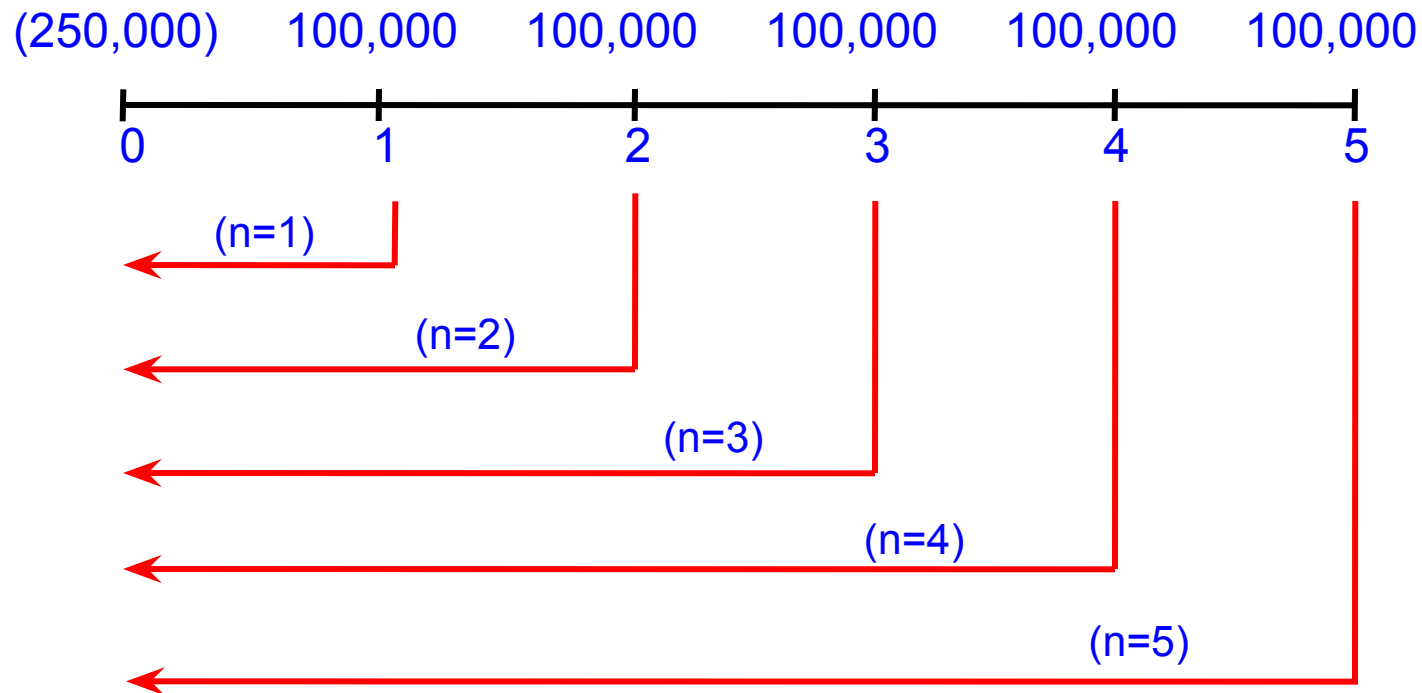 (250,000) 100,000 100,000 100,000 100,000 100,000
0 1 2 3 4 5
(n=1)
(n=2)
(n=3)
(n=4)
(n=5)